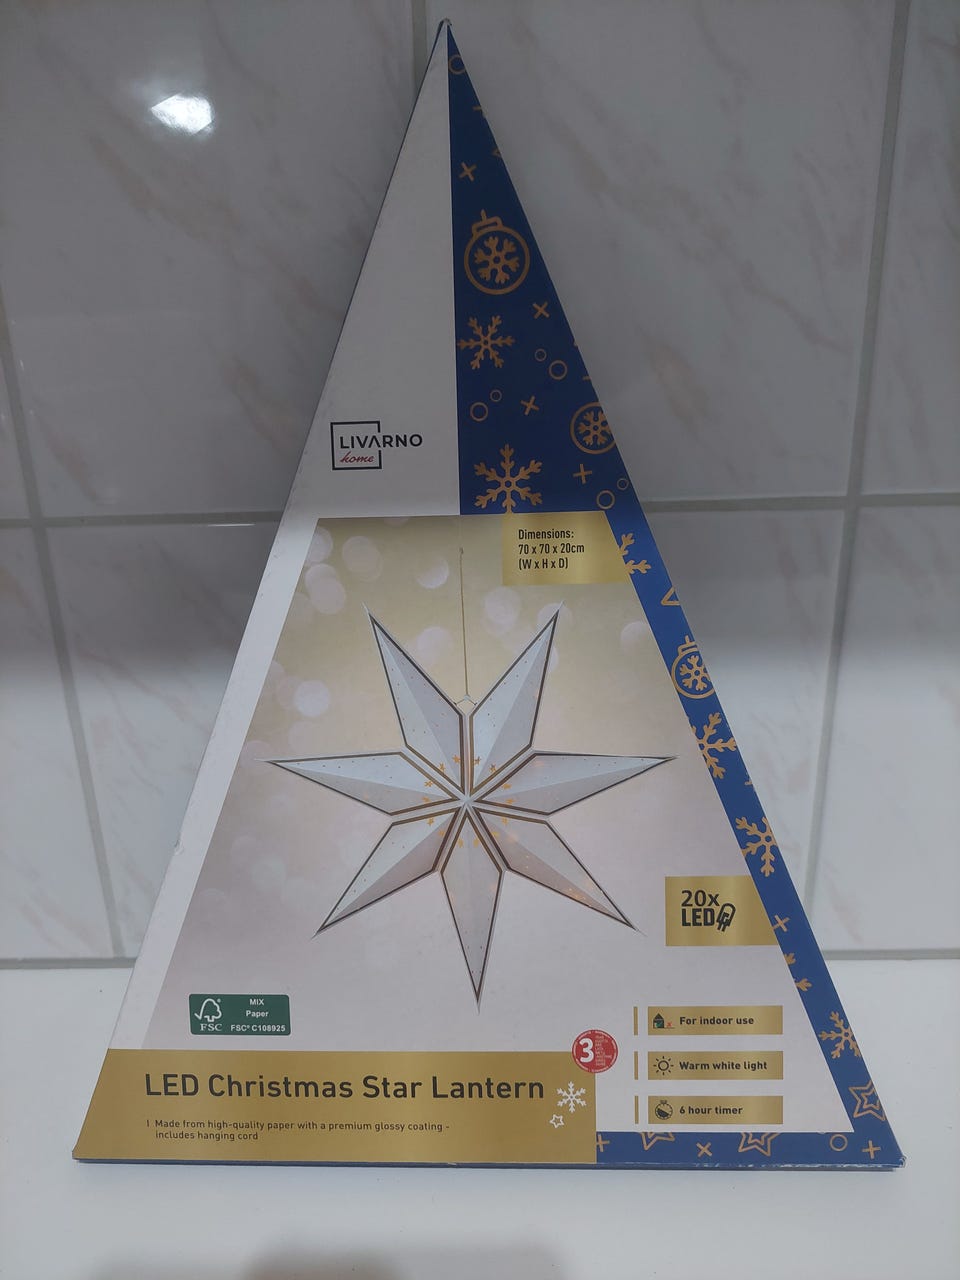 LIVARNO
home
Dimensions:
70 x 70 x 20cm
(W x H x D)
20x
LED
MIX
Paper
FSC
FSC® C108925
3
For indoor use
Warm white light
6 hour timer
LED Christmas Star Lantern
Made from high-quality paper with a premium glossy coating -
includes hanging cord